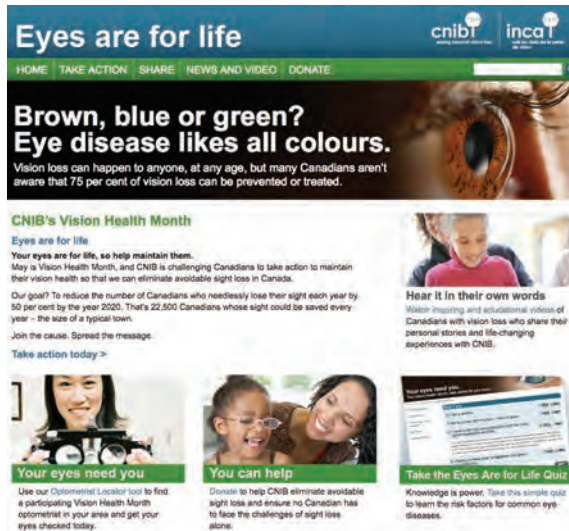 Eyes are for life
cnib
inca
HOME TAKE ACTION SHARE NEWS AND VIDEO DONATE
Brown, blue or green?
Eye disease likes all colours.
Vision loss can happen to anyone, at any age, but many Canadians aren't
aware that 75 per cent of vision loss can be prevented or treated.
CNIB's Vision Health Month
Eyes are for life
Your eyes are for life, so help maintain them.
May is Vision Health Month, and CNIB is challenging Canadians to take action to maintain
their vision health so that we can eliminate avoidable sight loss in Canada.
Our goal? To reduce the number of Canadians who needlessly lose their sight each year by
50 per cent by the year 2020. That's 22,500 Canadians whose sight could be saved every
year – the size of a typical town.
Join the cause. Spread the message.
Take action today >
Hear it in their own words
Watch inspiring and educational videos of
Canadians with vision loss who share their
personal stories and life-changing
experiences with CNIB.
Your eyes need you
Use our Optometrist Locator tool to find
a participating Vision Health Month
optometrist in your area and get your
eyes checked today.
You can help
Donate to help CNIB eliminate avoidable
sight loss and ensure no Canadian has
to face the challenges of sight loss
alone.
Your eyes need you.
Take the Eyes Are for Life Quiz
Knowledge is power. Take this simple quiz
to learn the risk factors for common eye
diseases.